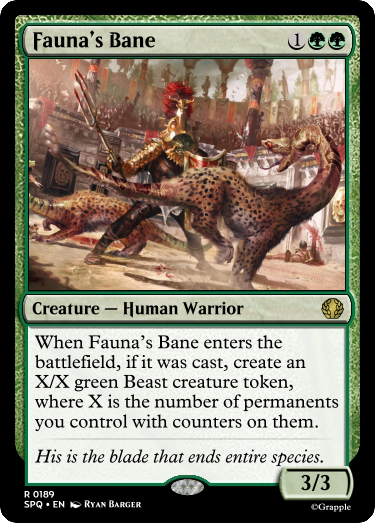 Fauna's Bane 1
Creature — Human Warrior
When Fauna's Bane enters the
battlefield, if it was cast, create an
X/X green Beast creature token,
where X is the number of permanents
you control with counters on them.
His is the blade that ends entire species.
3/3
R 0189
SPQ • EN Ryan Barger
©Grapple